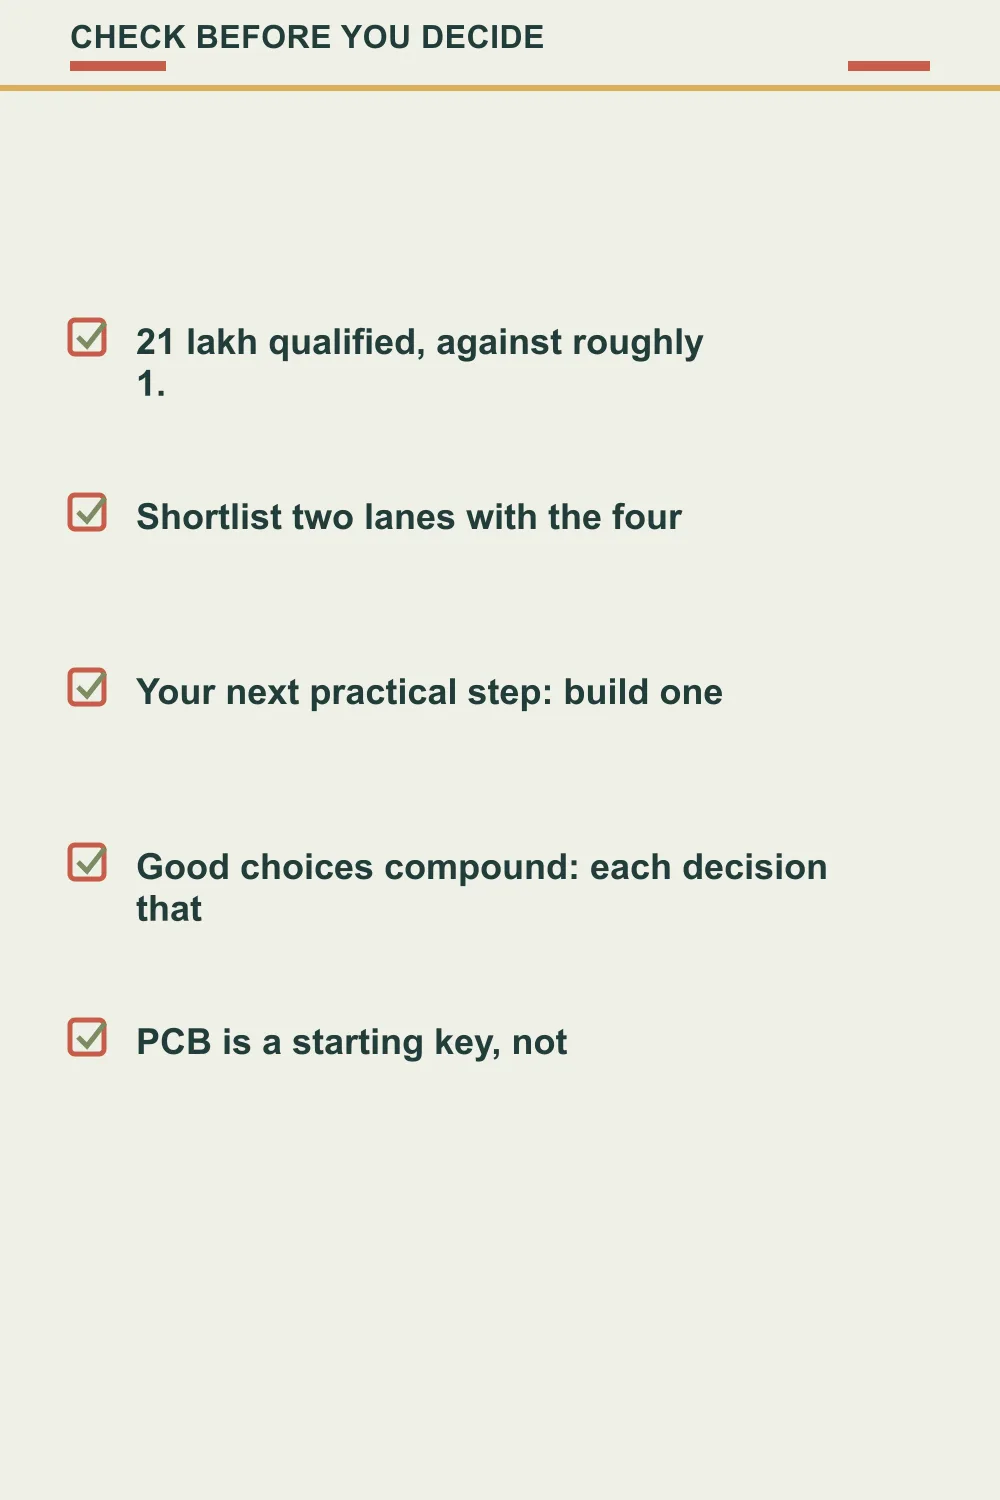 CHECK BEFORE YOU DECIDE
21 lakh qualified, against roughly
1.
Shortlist two lanes with the four
Your next practical step: build one
Good choices compound: each decision
that
PCB is a starting key, not